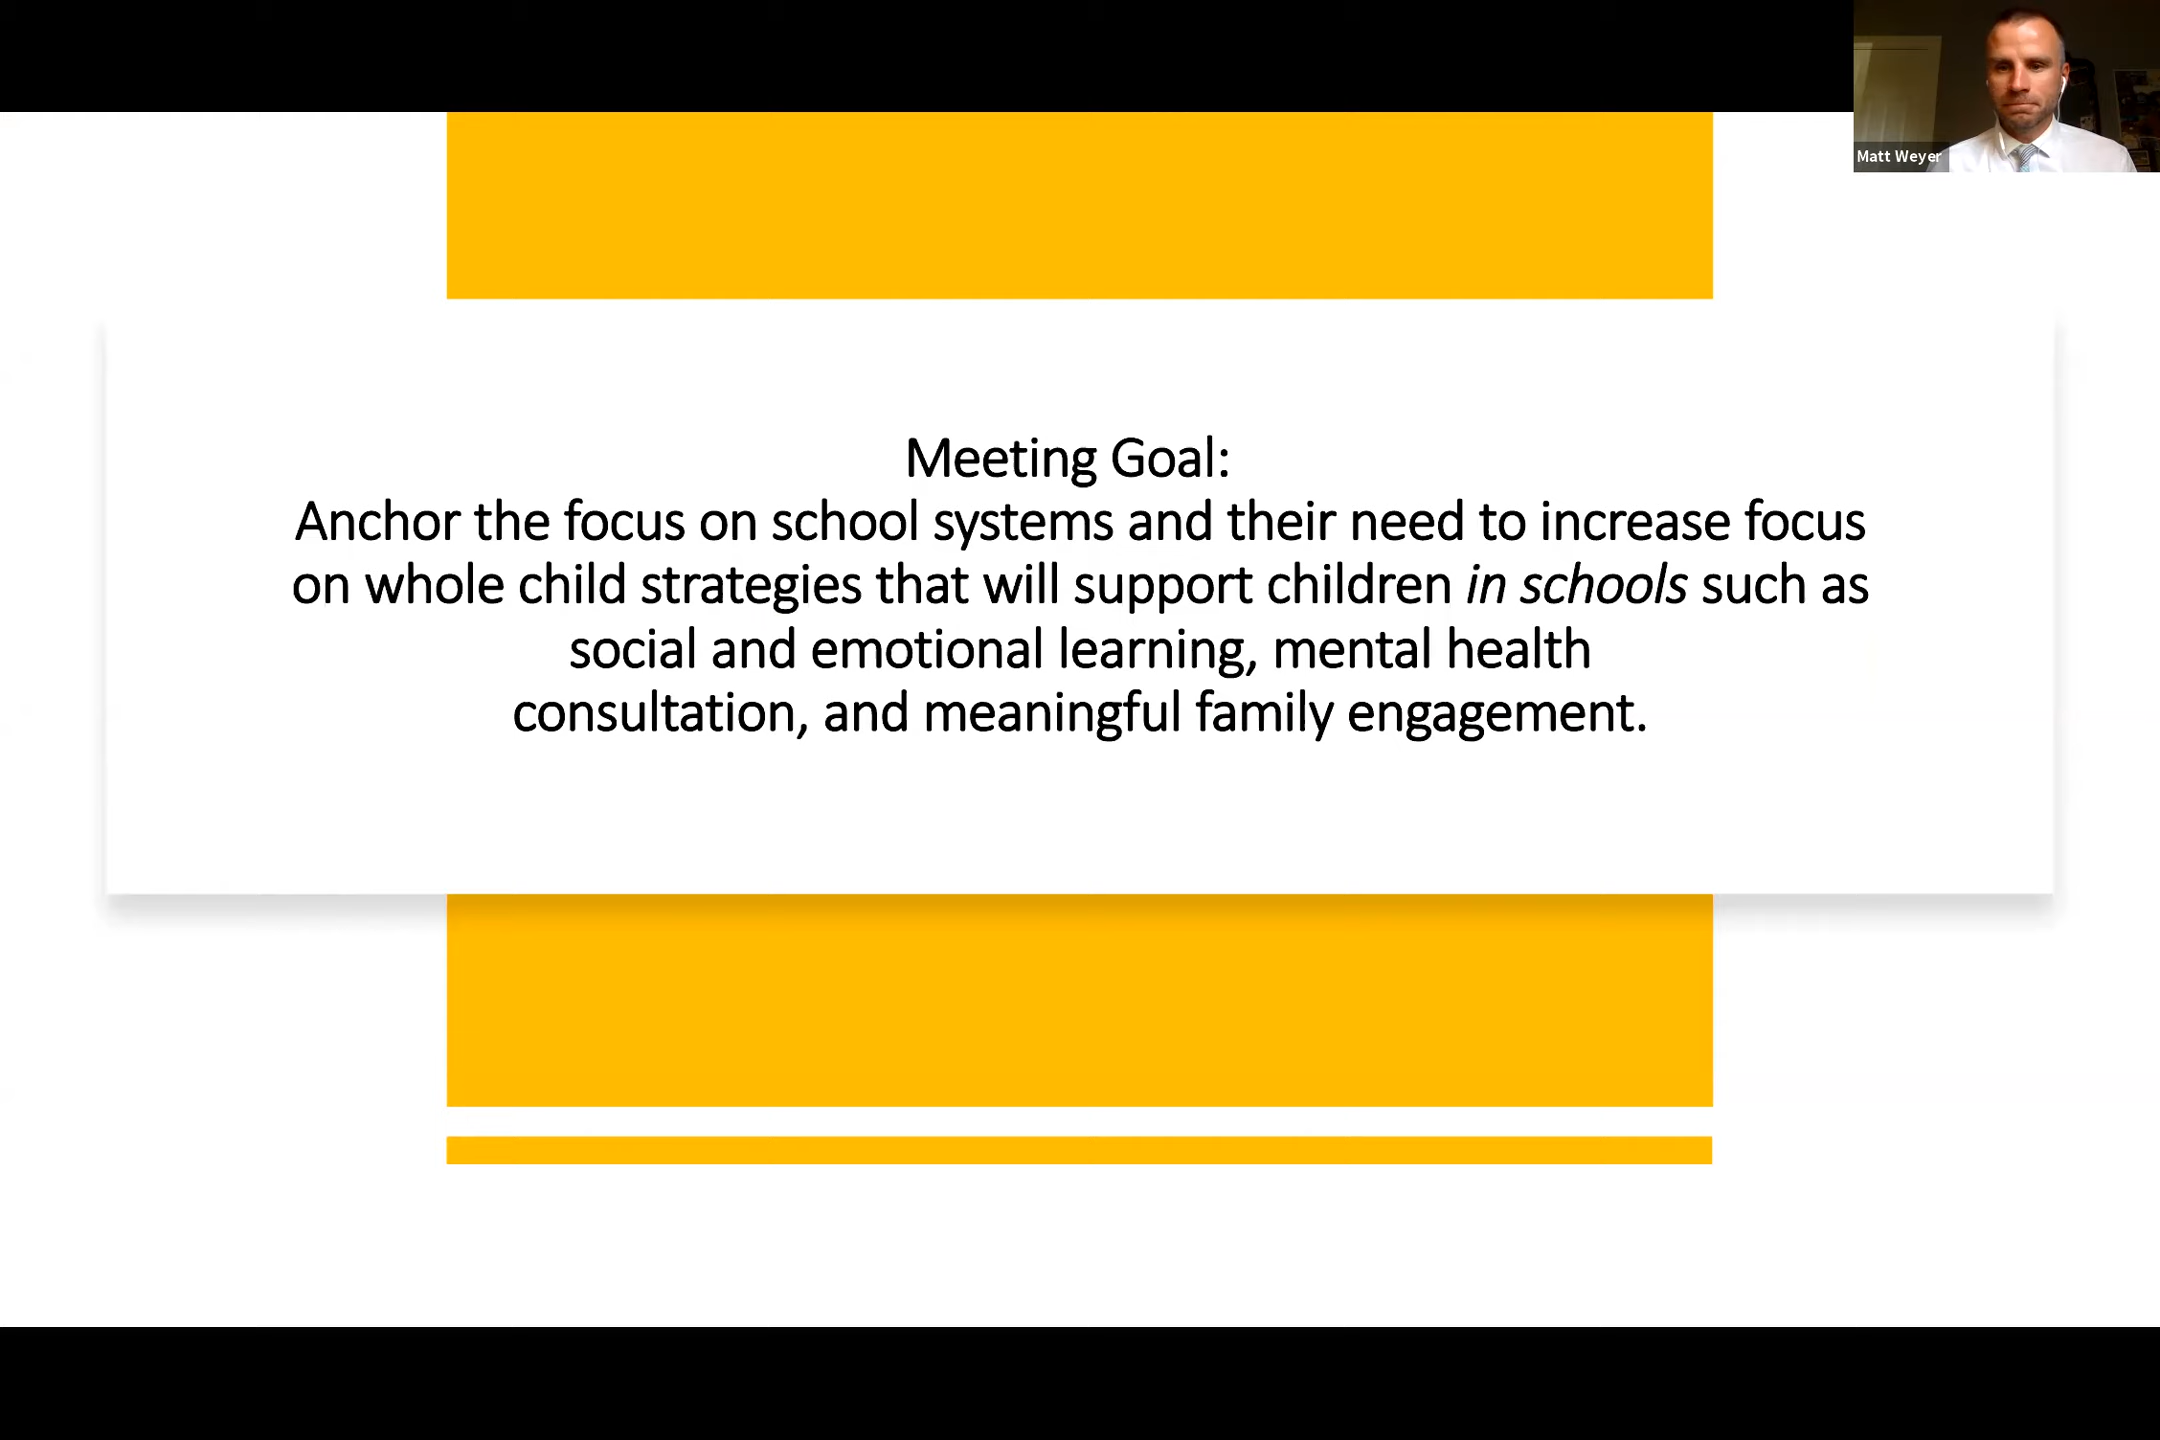 Matt Weyer
Meeting Goal:
Anchor the focus on school systems and their need to increase focus
on whole child strategies that will support children in schools such as
social and emotional learning, mental health
consultation, and meaningful family engagement.